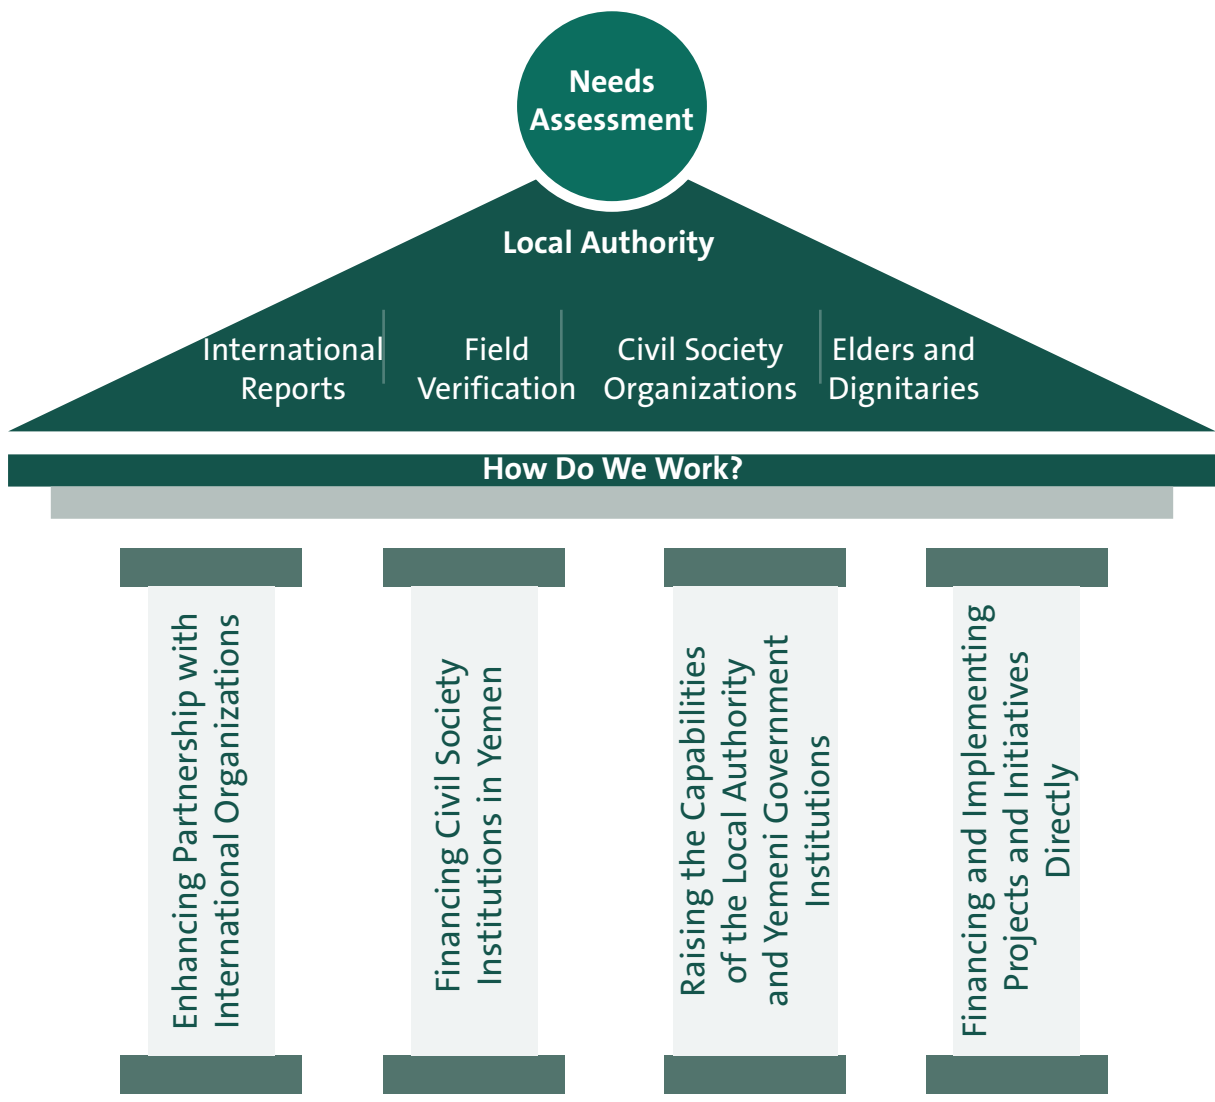 Needs
Assessment
Local Authority
International
Reports
Field
Verification
Civil Society
Organizations
Elders and
Dignitaries
How Do We Work?
Enhancing Partnership with
International Organizations
Financing Civil Society
Institutions in Yemen
Raising the Capabilities
of the Local Authority
and Yemeni Government
Institutions
Financing and Implementing
Projects and Initiatives
Directly